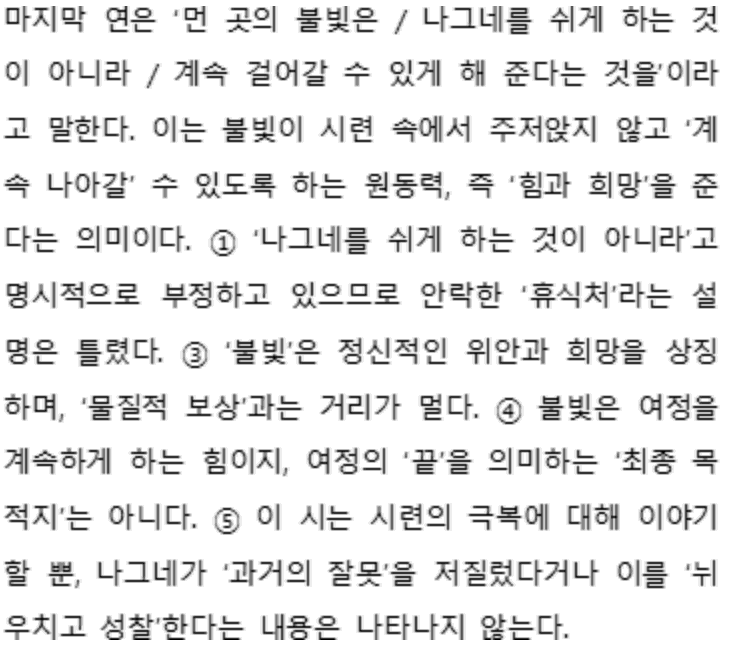 마지막 연은 '먼 곳의 불빛은 / 나그네를 쉬게 하는 것
이 아니라 / 계속 걸어갈 수 있게 해 준다는 것을'이라
고 말한다. 이는 불빛이 시련 속에서 주저앉지 않고 '계
속 나아갈' 수 있도록 하는 원동력, 즉 '힘과 희망'을 준
다는 의미이다. ① '나그네를 쉬게 하는 것이 아니라'고
명시적으로 부정하고 있으므로 안락한 '휴식처'라는 설
명은 틀렸다. ③ '불빛'은 정신적인 위안과 희망을 상징
하며, '물질적 보상'과는 거리가 멀다. ④ 불빛은 여정을
계속하게 하는 힘이지, 여정의 '끝'을 의미하는 '최종 목
적지'는 아니다. ⑤ 이 시는 시련의 극복에 대해 이야기
할 뿐, 나그네가 '과거의 잘못'을 저질렀다거나 이를 '뉘
우치고 성찰'한다는 내용은 나타나지 않는다.